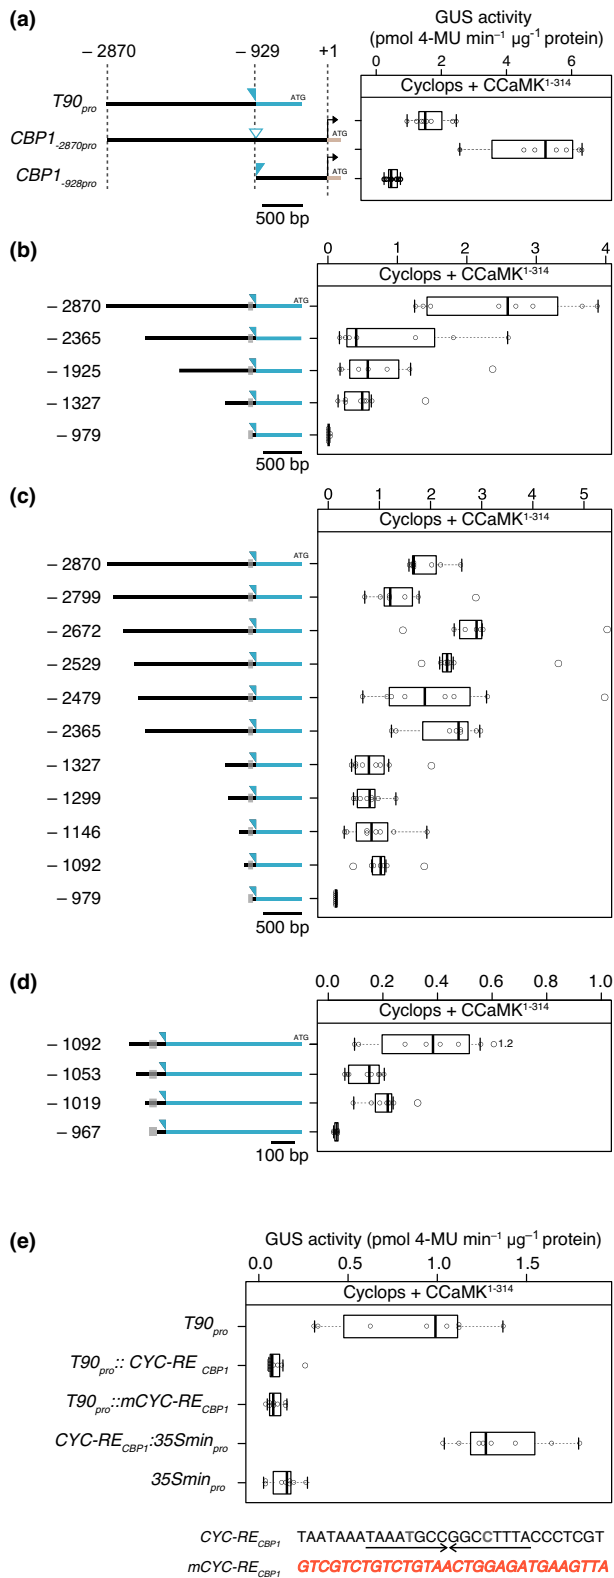 (a)
GUS activity
(pmol 4-MU min⁻¹ µg⁻¹ protein)
– 2870
– 929
+1
0 2 4 6
Cyclops + CCaMK¹⁻³¹⁴
T90pro
ATG
CBP1-2870pro
ATG
CBP1-928pro
ATG
500 bp
(b)
0 1 2 3 4
Cyclops + CCaMK¹⁻³¹⁴
– 2870
ATG
– 2365
– 1925
– 1327
– 979
500 bp
(c)
0 1 2 3 4 5
Cyclops + CCaMK¹⁻³¹⁴
– 2870
ATG
– 2799
– 2672
– 2529
– 2479
– 2365
– 1327
– 1299
– 1146
– 1092
– 979
500 bp
(d)
0.0 0.2 0.4 0.6 0.8 1.0
Cyclops + CCaMK¹⁻³¹⁴
– 1092
ATG
1.2
– 1053
– 1019
– 967
100 bp
(e)
GUS activity (pmol 4-MU min⁻¹ µg⁻¹ protein)
0.0 0.5 1.0 1.5
Cyclops + CCaMK¹⁻³¹⁴
T90pro
T90pro:: CYC-RE CBP1
T90pro::mCYC-RECBP1
CYC-RECBP1:35Sminpro
35Sminpro
CYC-RECBP1 TAATAAATAAATGCCGGCCTTTACCCTCGT
mCYC-RECBP1 GTCGTCTGTCTGTAACTGGAGATGAAGTTA